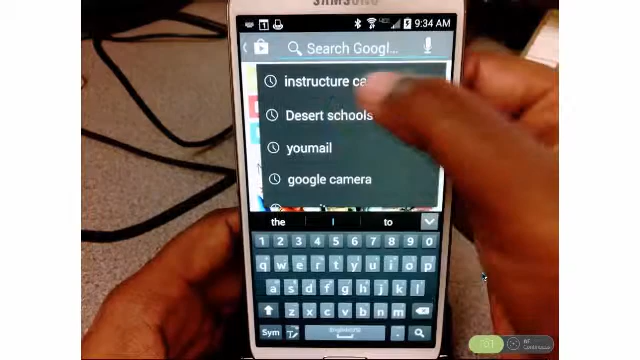 SAMSUNG
1 9:34 AM
Search Googl...
instructure
Desert schools
youmail
google camera
the I to
1 2 3 4 5 6 7 8 9 0
q w e r t y u i o p
a s d f g h j k l
z x c v b n m
Sym English(US) .